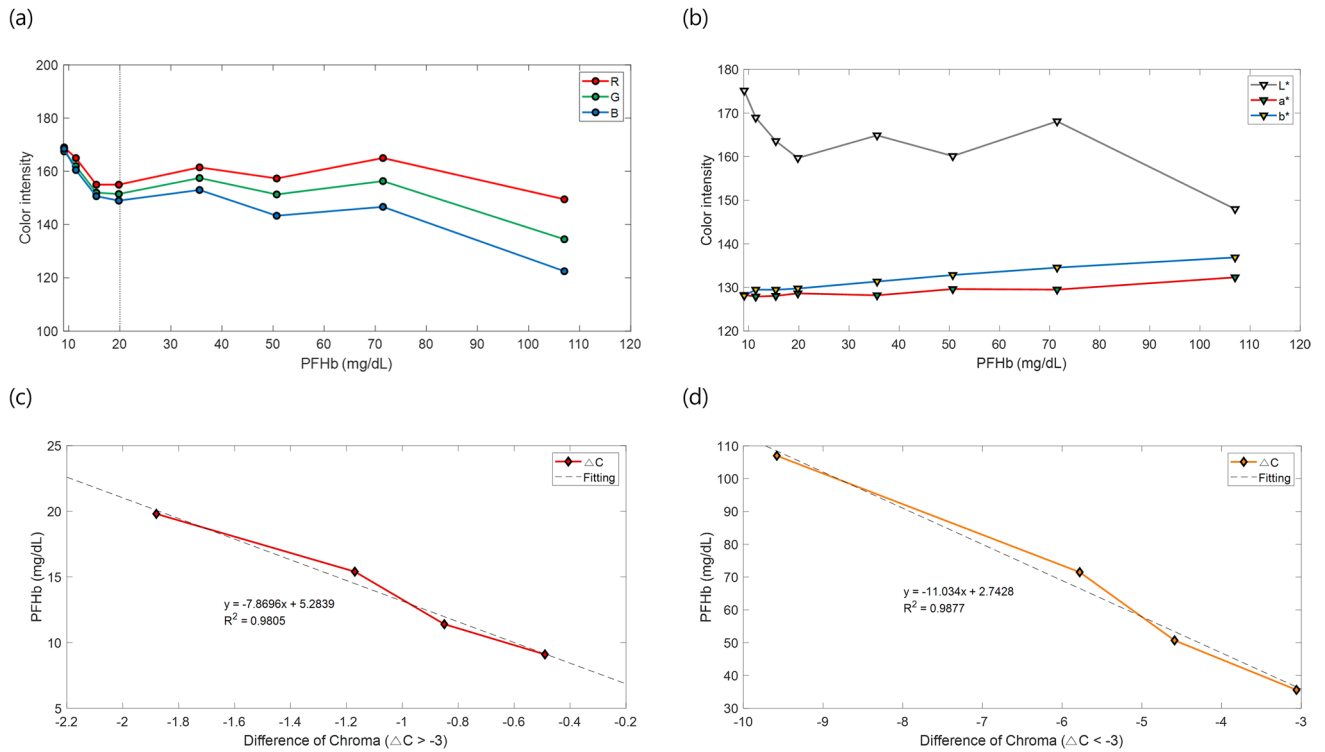 (a)
200
180
160
140
120
100
Color intensity
10 20 30 40 50 60 70 80 90 100 110 120
PFHb (mg/dL)
R
G
B
(b)
180
170
160
150
140
130
120
Color intensity
10 20 30 40 50 60 70 80 90 100 110 120
PFHb (mg/dL)
L*
a*
b*
(c)
25
20
15
10
5
PFHb (mg/dL)
-2.2 -2 -1.8 -1.6 -1.4 -1.2 -1 -0.8 -0.6 -0.4 -0.2
Difference of Chroma (△C > -3)
△C
Fitting
y = -7.8696x + 5.2839
R² = 0.9805
(d)
110
100
90
80
70
60
50
40
30
PFHb (mg/dL)
-10 -9 -8 -7 -6 -5 -4 -3
Difference of Chroma (△C < -3)
△C
Fitting
y = -11.034x + 2.7428
R² = 0.9877